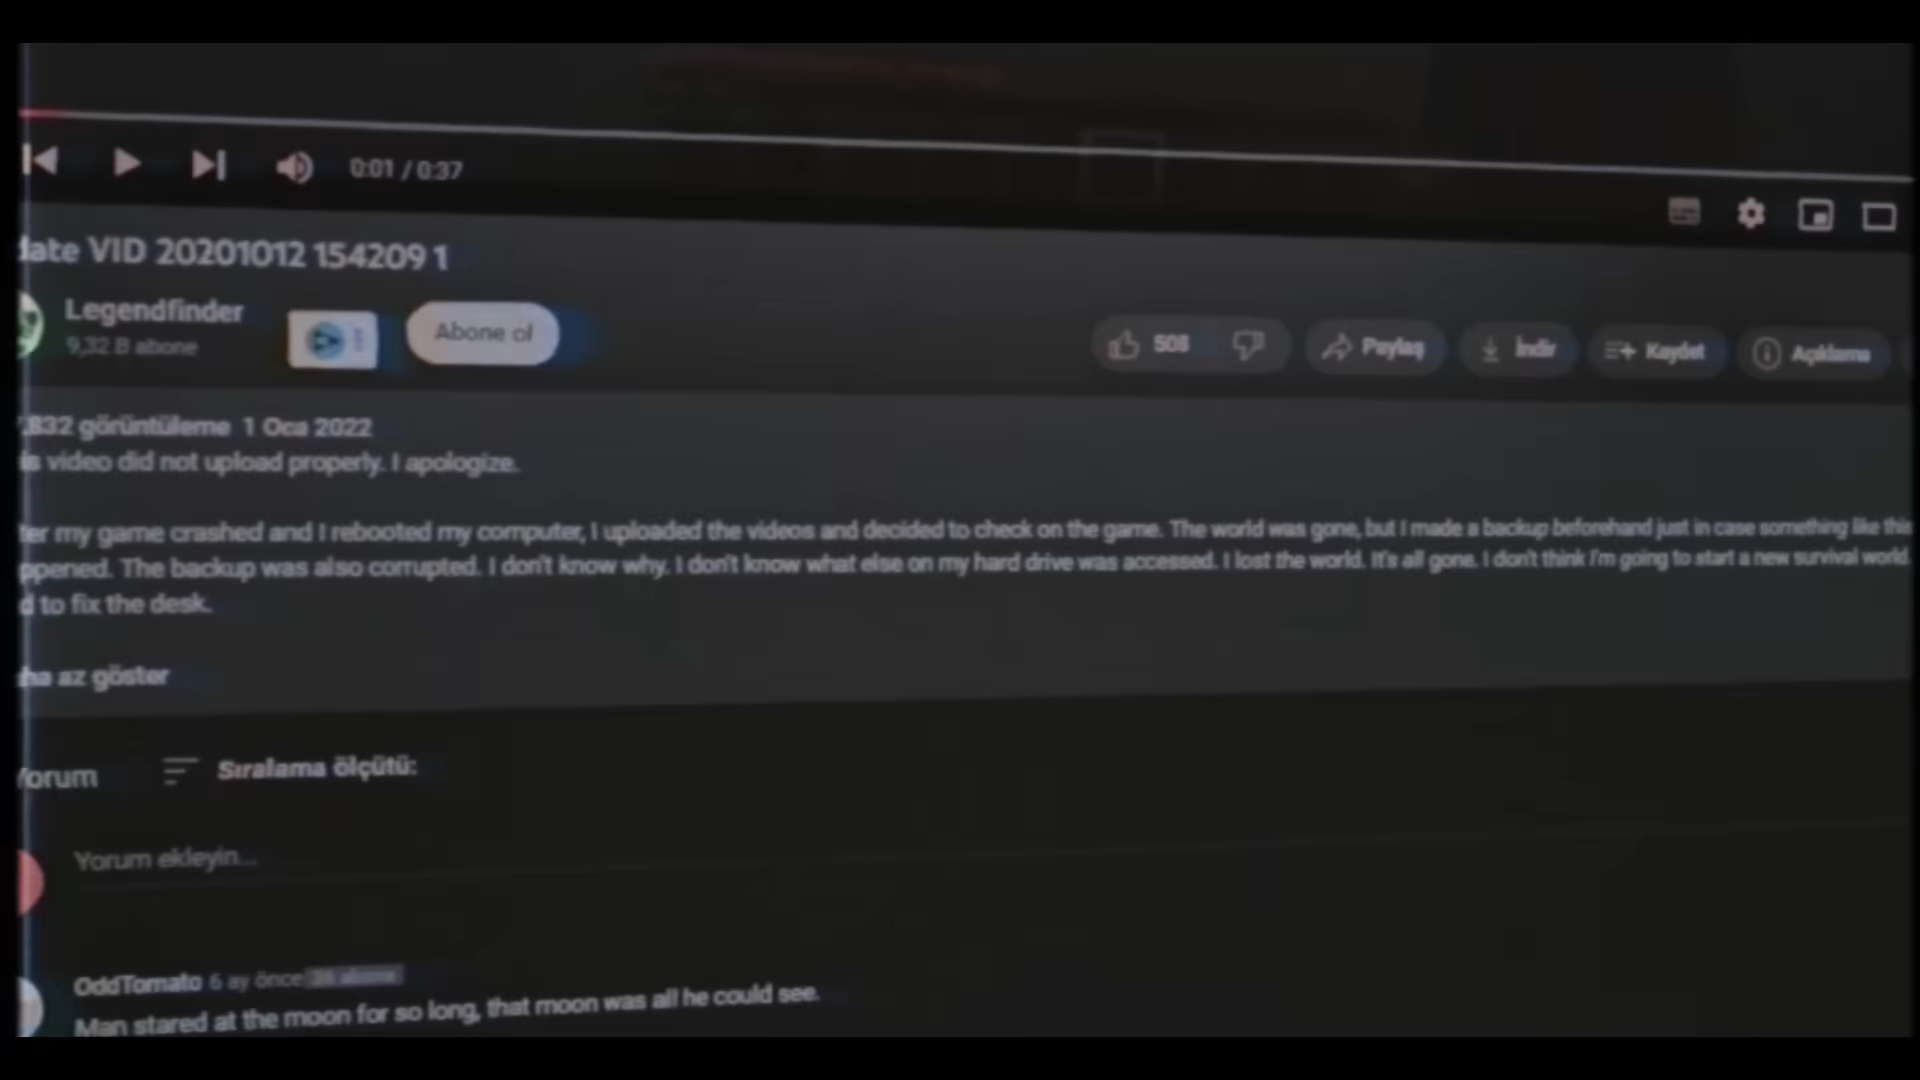 0:01 / 0:37
date VID 20201012 154209 1
Legendfinder
9,32 B abone
Abone ol
508
Paylaş
İndir
Kaydet
Açıklama
832 görüntüleme 1 Oca 2022
is video did not upload properly. I apologize.
ter my game crashed and I rebooted my computer, I uploaded the videos and decided to check on the game. The world was gone, but I made a backup beforehand just in case something like this
ppened. The backup was also corrupted. I don't know why. I don't know what else on my hard drive was accessed. I lost the world. It's all gone. I don't think I'm going to start a new survival world.
d to fix the desk.
ha az göster
Yorum
Sıralama ölçütü:
Yorum ekleyin...
OddTomato 6 ay önce
Man stared at the moon for so long, that moon was all he could see.